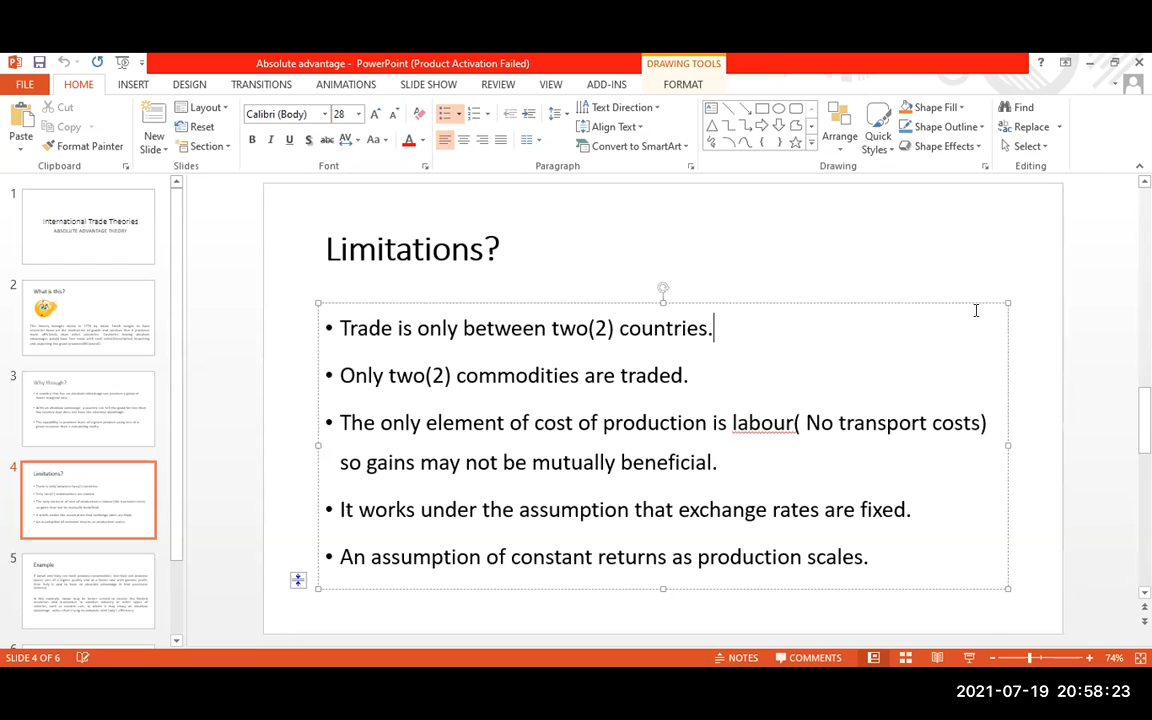 Absolute advantage - PowerPoint (Product Activation Failed)
DRAWING TOOLS
FILE HOME INSERT DESIGN TRANSITIONS ANIMATIONS SLIDE SHOW REVIEW VIEW ADD-INS FORMAT
Cut
Copy
Format Painter
Paste
Clipboard
New Slide
Layout
Reset
Section
Slides
Calibri (Body) 28
Font
Text Direction
Align Text
Convert to SmartArt
Paragraph
Arrange
Quick Styles
Shape Fill
Shape Outline
Shape Effects
Drawing
Find
Replace
Select
Editing
1
International Trade Theories
ABSOLUTE ADVANTAGE THEORY
2
What is this?
3
Why though?
4
Limitations?
5
Example
Limitations?
• Trade is only between two(2) countries.
• Only two(2) commodities are traded.
• The only element of cost of production is labour( No transport costs)
so gains may not be mutually beneficial.
• It works under the assumption that exchange rates are fixed.
• An assumption of constant returns as production scales.
SLIDE 4 OF 6
NOTES
COMMENTS
74%
2021-07-19 20:58:23